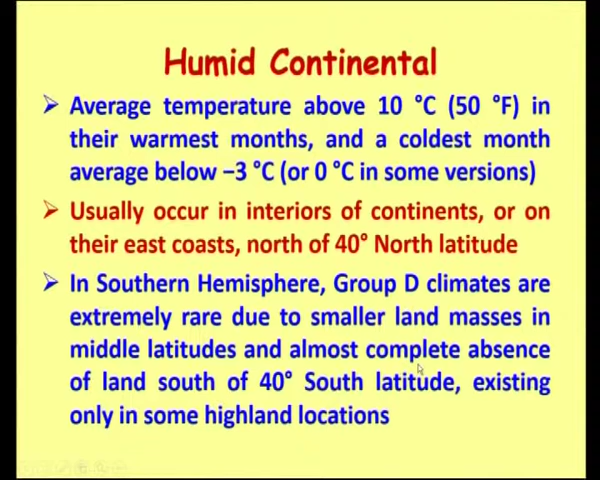 Humid Continental
➢ Average temperature above 10 °C (50 °F) in
their warmest months, and a coldest month
average below −3 °C (or 0 °C in some versions)
➢ Usually occur in interiors of continents, or on
their east coasts, north of 40° North latitude
➢ In Southern Hemisphere, Group D climates are
extremely rare due to smaller land masses in
middle latitudes and almost complete absence
of land south of 40° South latitude, existing
only in some highland locations